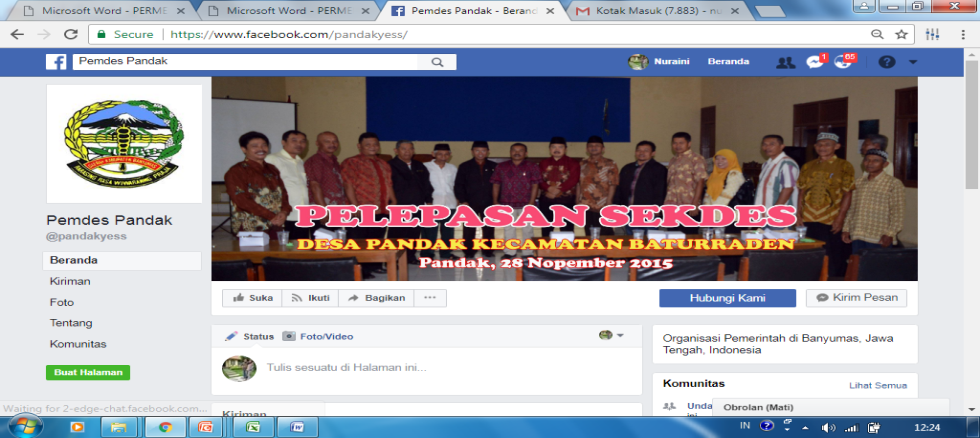 Microsoft Word - PERME
Microsoft Word - PERME
Pemdes Pandak - Berand
Kotak Masuk (7.883) - nu
Secure
https://www.facebook.com/pandakyess/
Pemdes Pandak
Nuraini
Beranda
1
65
Pemdes Pandak
@pandakyess
Beranda
Kiriman
Foto
Tentang
Komunitas
Buat Halaman
PELEPASAN SEKDES
DESA PANDAK KECAMATAN BATURRADEN
Pandak, 28 Nopember 2015
Suka
Ikuti
Bagikan
Hubungi Kami
Kirim Pesan
Status
Foto/Video
Tulis sesuatu di Halaman ini...
Kiriman
Organisasi Pemerintah di Banyumas, Jawa
Tengah, Indonesia
Komunitas
Lihat Semua
Unda
Obrolan (Mati)
Waiting for 2-edge-chat.facebook.com...
IN
12:24